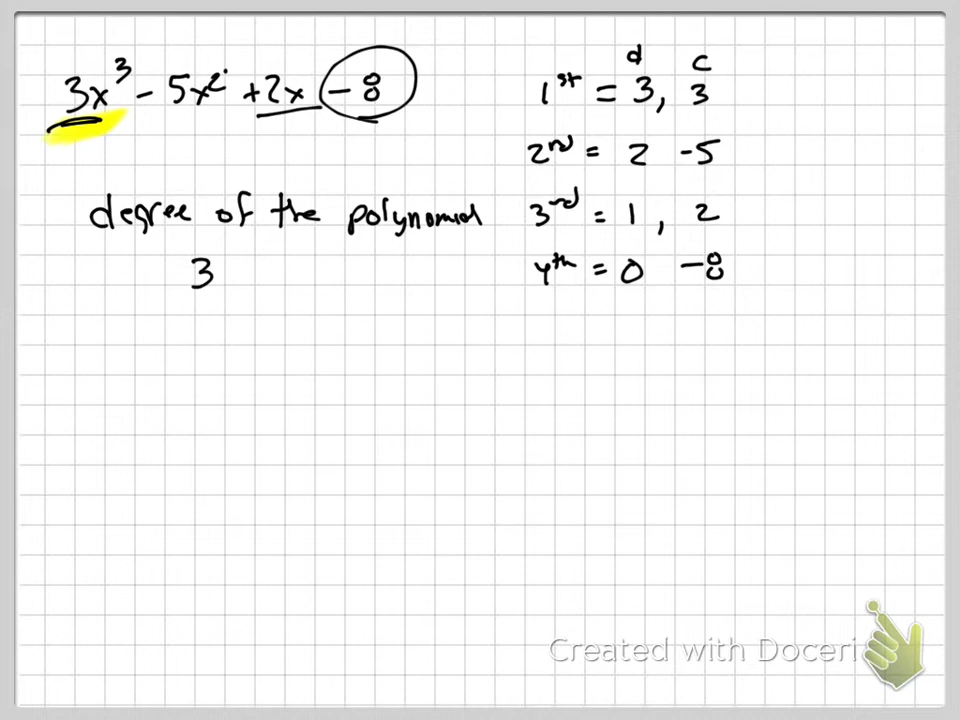 3x³ - 5x² + 2x - 8
degree of the polynomial
3
d c
1st = 3, 3
2nd = 2 -5
3rd = 1, 2
4th = 0 -8
Created with Doceri